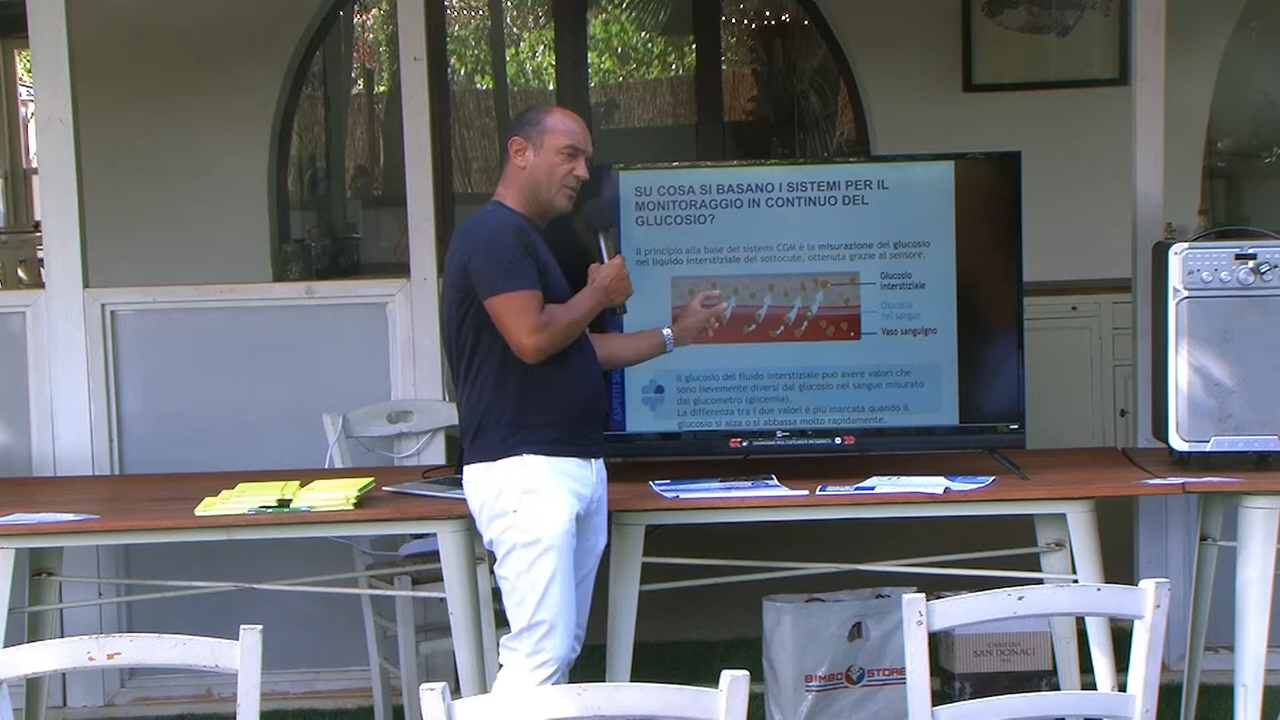 SU COSA SI BASANO I SISTEMI PER IL
MONITORAGGIO IN CONTINUO DEL
GLUCOSIO?
Il principio alla base dei sistemi CGM è la misurazione del glucosio
nel liquido interstiziale del sottocute, ottenuta grazie al sensore.
Glucosio
Interstiziale
Glucosio
nel sangue
Vaso sanguigno
Il glucosio del fluido interstiziale può avere valori che
sono lievemente diversi dal glucosio nel sangue misurato
dal glucometro (glicemia).
La differenza tra i due valori è più marcata quando il
glucosio si alza o si abbassa molto rapidamente.
ASPETTI
BIMBO STORE
SAN DONACI